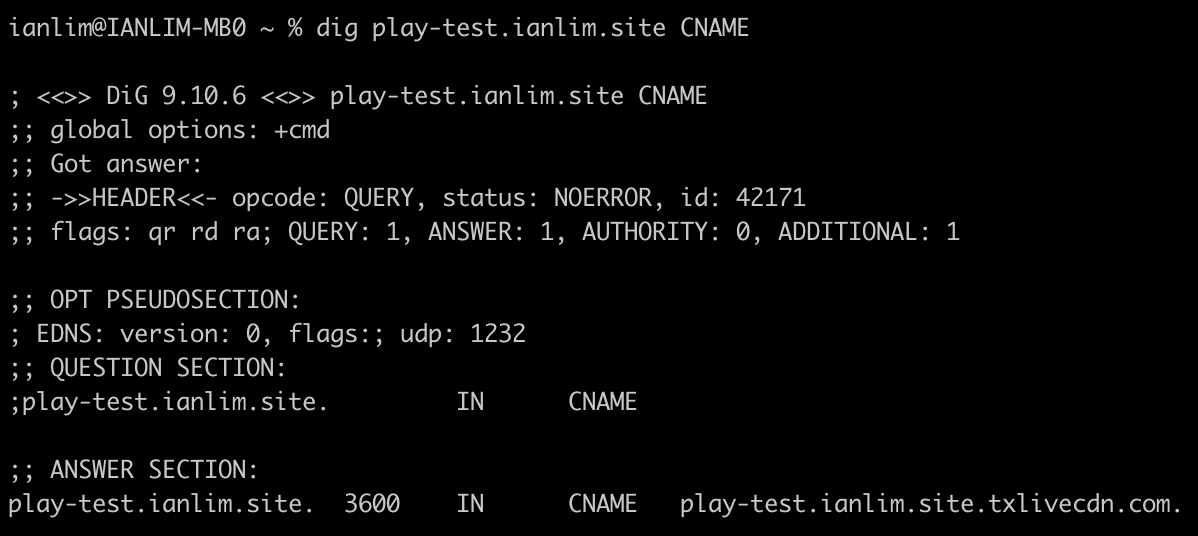 ianlim@IANLIM-MB0 ~ % dig play-test.ianlim.site CNAME
; <<>> DiG 9.10.6 <<>> play-test.ianlim.site CNAME
;; global options: +cmd
;; Got answer:
;; ->>HEADER<<- opcode: QUERY, status: NOERROR, id: 42171
;; flags: qr rd ra; QUERY: 1, ANSWER: 1, AUTHORITY: 0, ADDITIONAL: 1
;; OPT PSEUDOSECTION:
; EDNS: version: 0, flags:; udp: 1232
;; QUESTION SECTION:
;play-test.ianlim.site. IN CNAME
;; ANSWER SECTION:
play-test.ianlim.site. 3600 IN CNAME play-test.ianlim.site.txlivecdn.com.